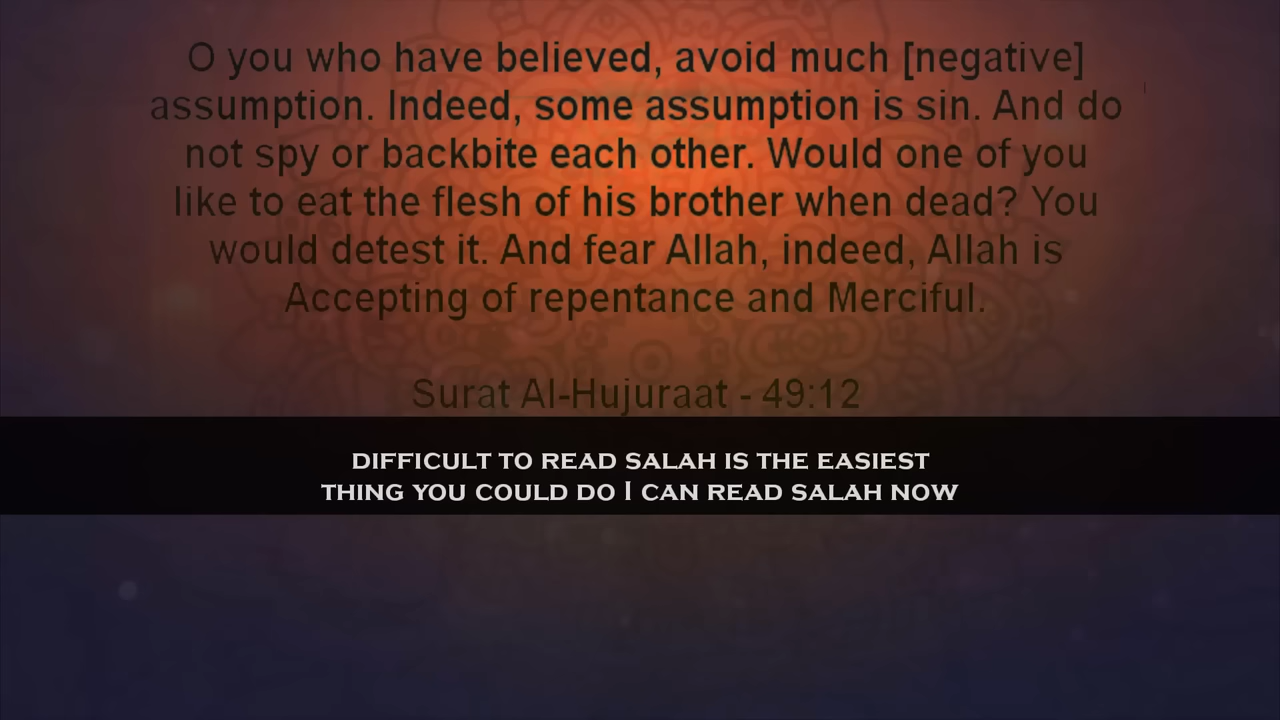 O you who have believed, avoid much [negative]
assumption. Indeed, some assumption is sin. And do
not spy or backbite each other. Would one of you
like to eat the flesh of his brother when dead? You
would detest it. And fear Allah, indeed, Allah is
Accepting of repentance and Merciful.
Surat Al-Hujuraat - 49:12
DIFFICULT TO READ SALAH IS THE EASIEST
THING YOU COULD DO I CAN READ SALAH NOW